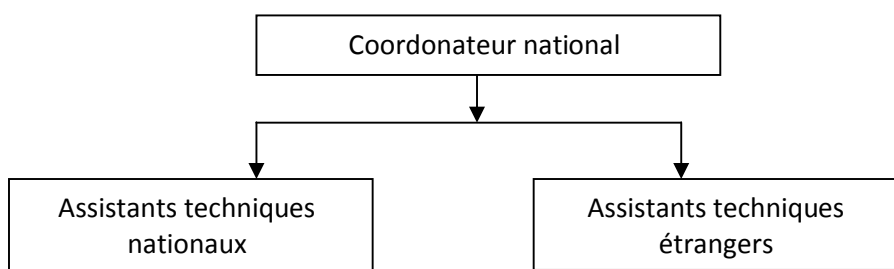 Coordonateur national
Assistants techniques
nationaux
Assistants techniques
étrangers